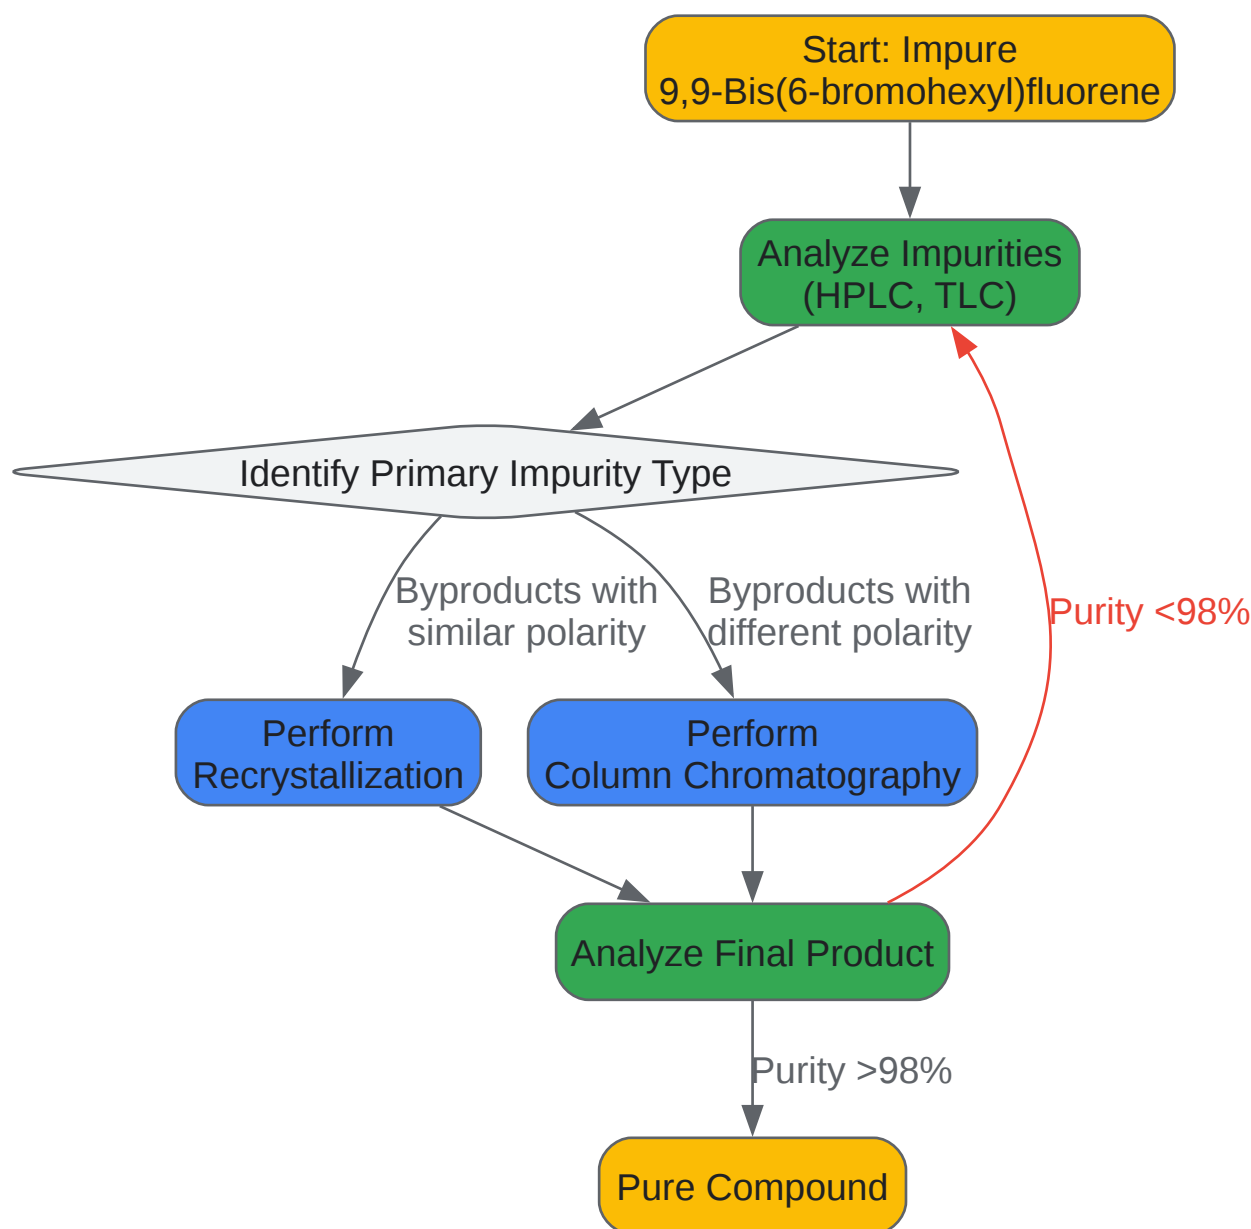 Start: Impure
9,9-Bis(6-bromohexyl)fluorene
Analyze Impurities
(HPLC, TLC)
Identify Primary Impurity Type
Byproducts with
similar polarity
Byproducts with
different polarity
Purity <98%
Perform
Recrystallization
Perform
Column Chromatography
Analyze Final Product
Purity >98%
Pure Compound